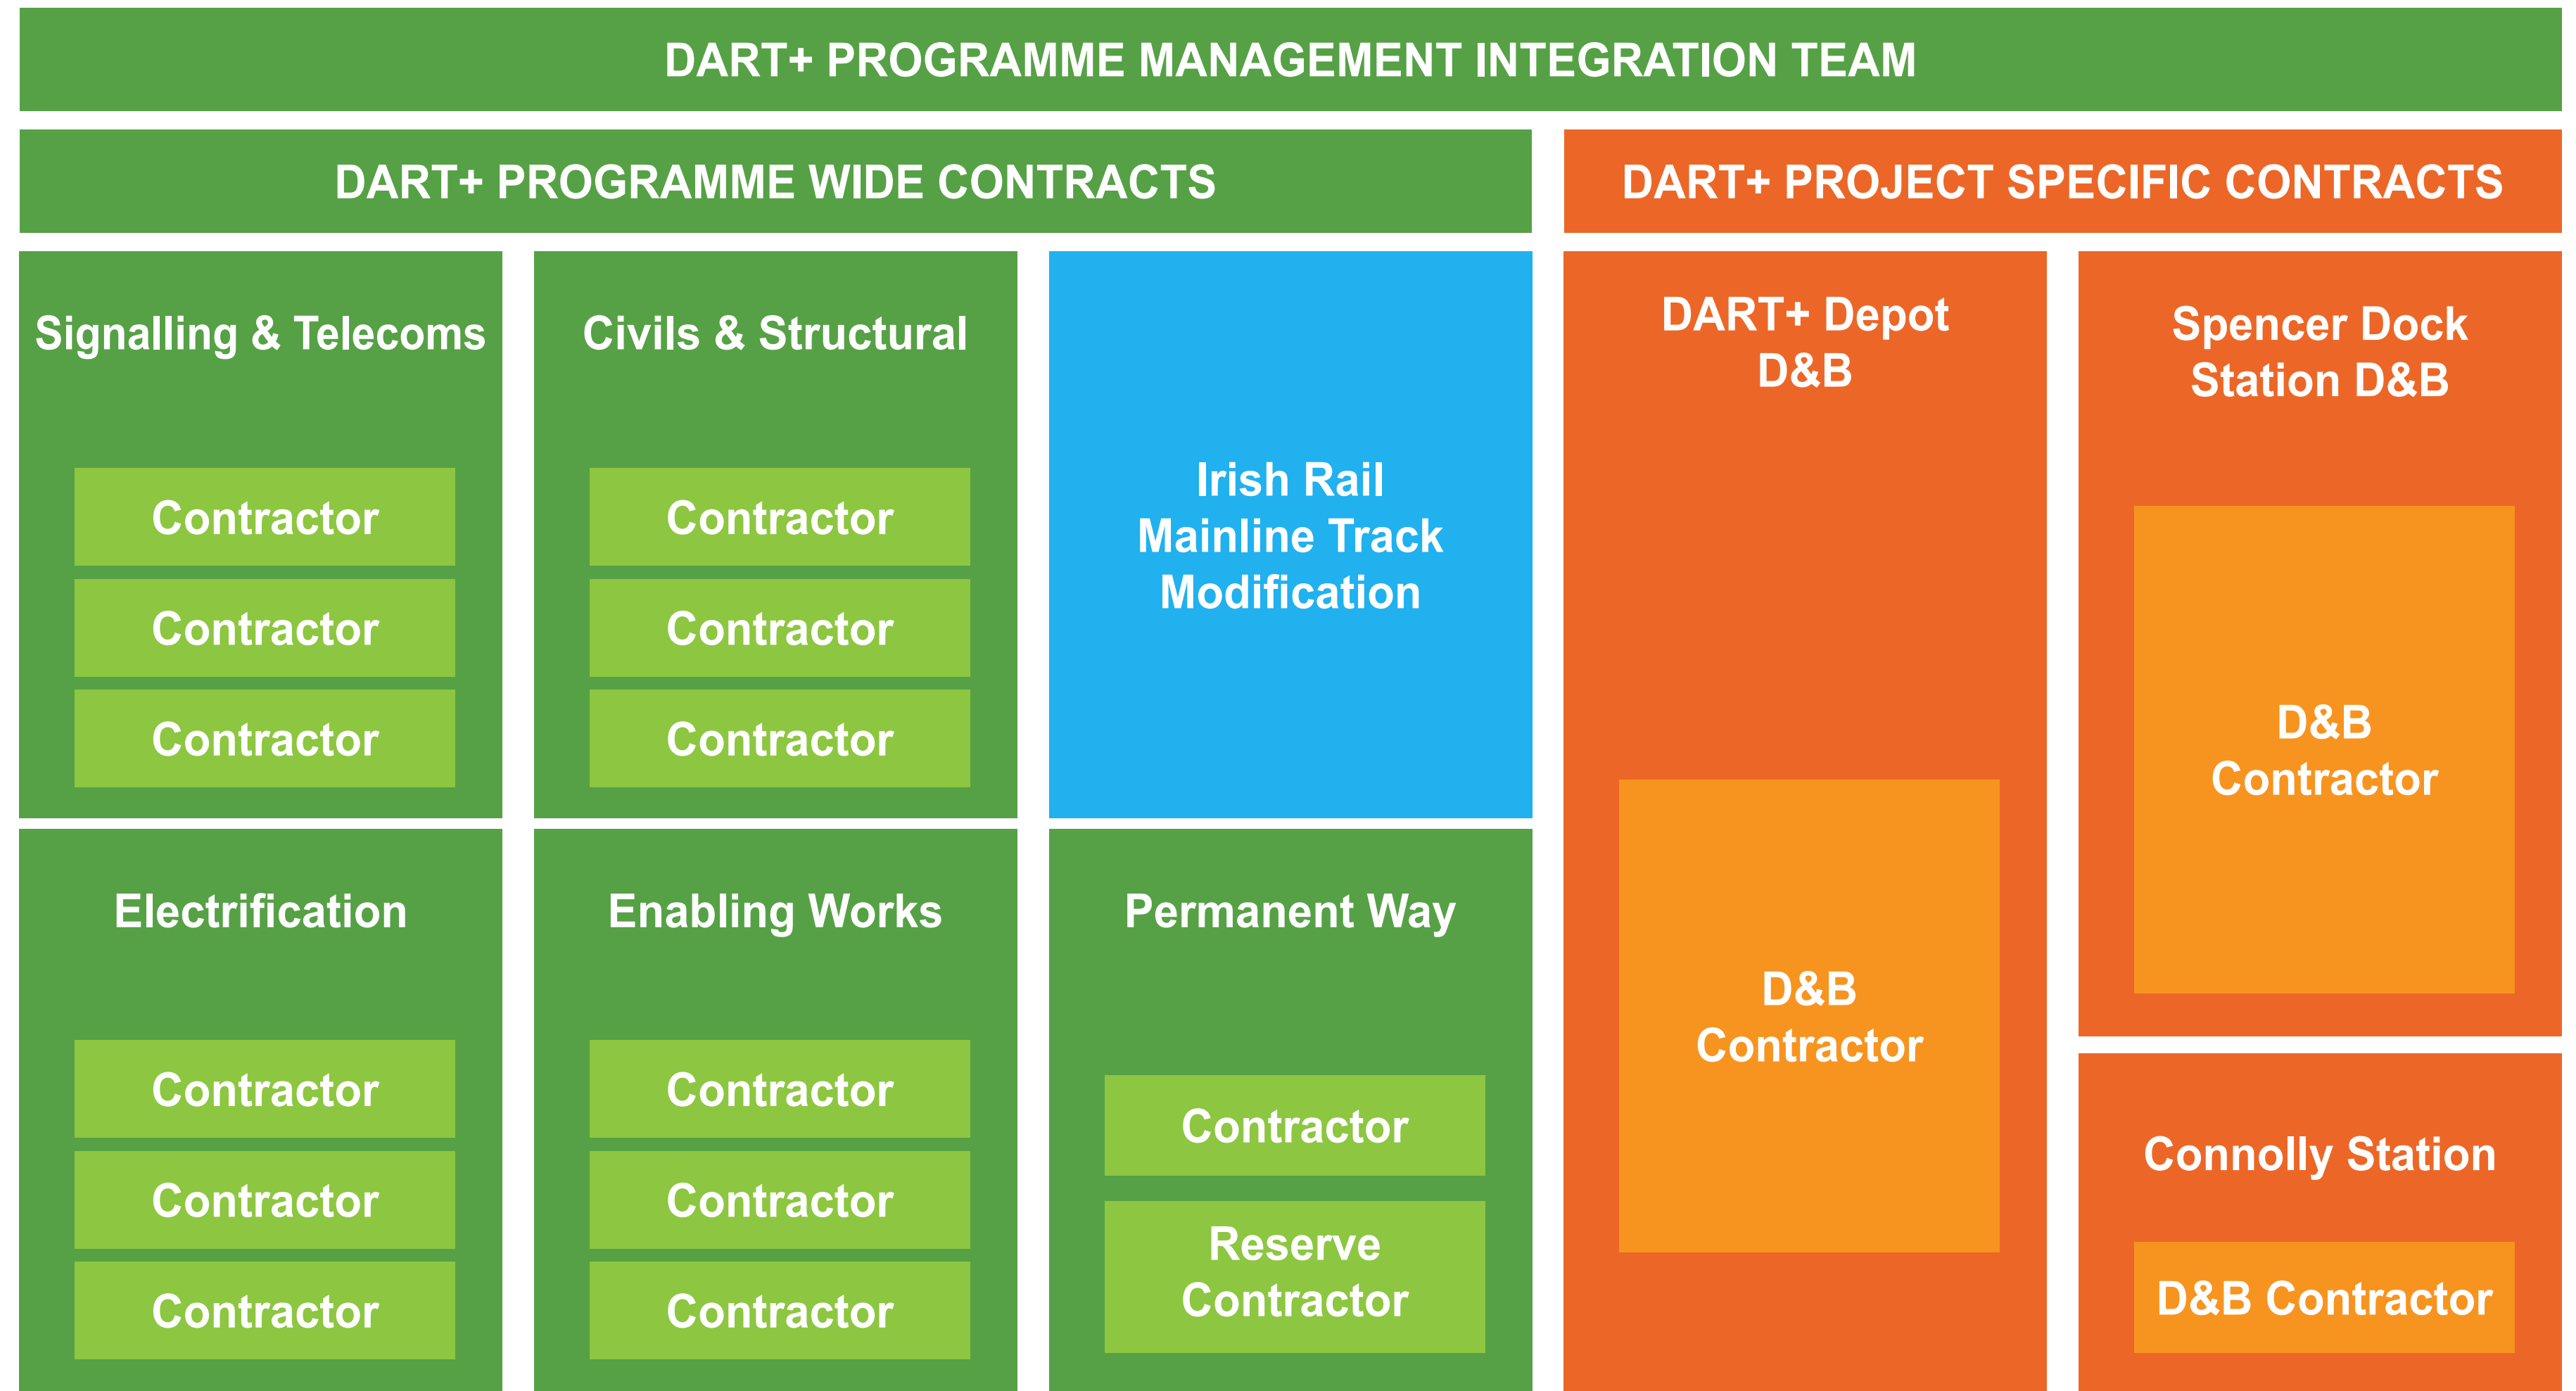 DART+ PROGRAMME MANAGEMENT INTEGRATION TEAM
DART+ PROGRAMME WIDE CONTRACTS
DART+ PROJECT SPECIFIC CONTRACTS
Signalling & Telecoms
Contractor
Contractor
Contractor
Civils & Structural
Contractor
Contractor
Contractor
Irish Rail
Mainline Track
Modification
Electrification
Contractor
Contractor
Contractor
Enabling Works
Contractor
Contractor
Contractor
Permanent Way
Contractor
Reserve
Contractor
DART+ Depot
D&B
D&B
Contractor
Spencer Dock
Station D&B
D&B
Contractor
Connolly Station
D&B Contractor